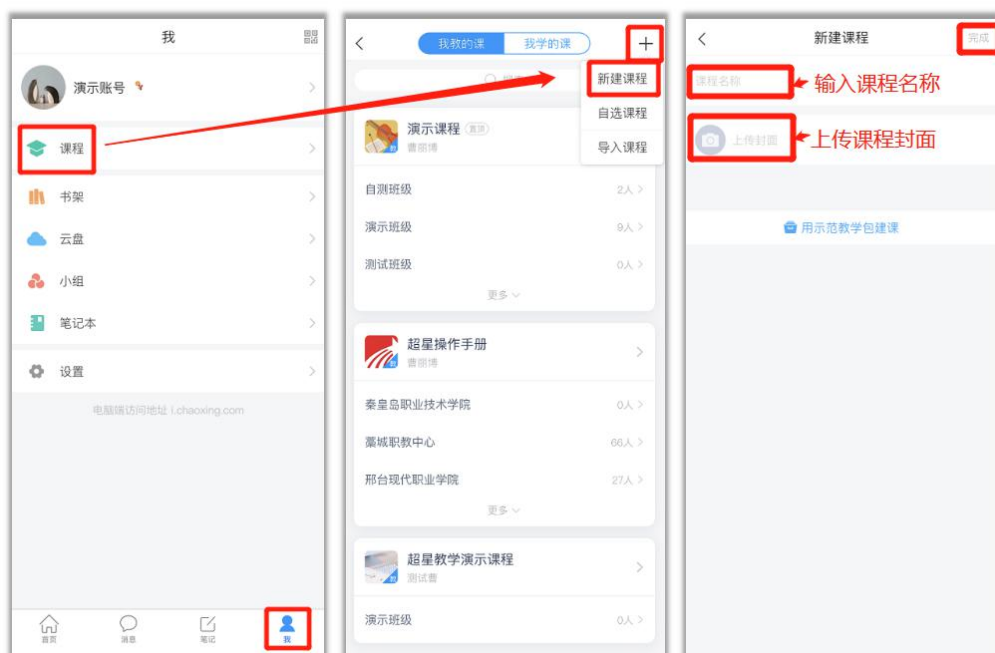 我
演示账号
课程
书架
云盘
小组
笔记本
设置
电脑端访问地址 i.chaoxing.com
首页
消息
笔记
我
我教的课
我学的课
新建课程
自选课程
导入课程
演示课程
曹丽博
自测班级
2人
演示班级
9人
测试班级
0人
更多
超星操作手册
曹丽博
秦皇岛职业技术学院
0人
藁城职教中心
66人
邢台现代职业学院
27人
更多
超星教学演示课程
测试曹
演示班级
0人
新建课程
完成
课程名称
输入课程名称
上传封面
上传课程封面
用示范教学包建课